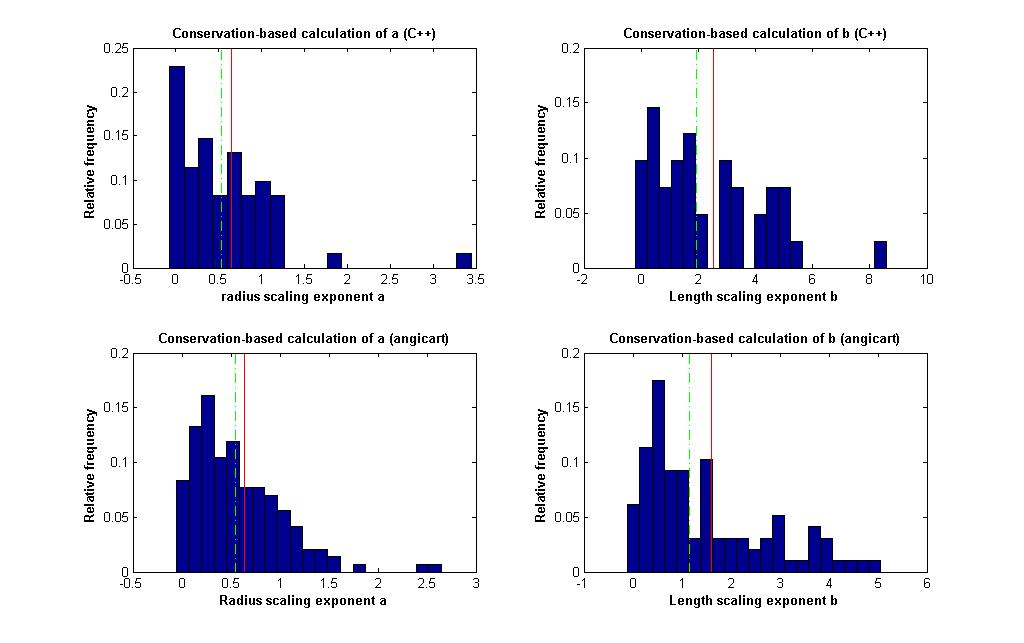 Conservation-based calculation of a (C++)
0.25
0.2
0.15
0.1
0.05
0
Relative frequency
-0.5 0 0.5 1 1.5 2 2.5 3 3.5
radius scaling exponent a
Conservation-based calculation of b (C++)
0.2
0.15
0.1
0.05
0
Relative frequency
-2 0 2 4 6 8 10
Length scaling exponent b
Conservation-based calculation of a (angicart)
0.2
0.15
0.1
0.05
0
Relative frequency
-0.5 0 0.5 1 1.5 2 2.5 3
Radius scaling exponent a
Conservation-based calculation of b (angicart)
0.2
0.15
0.1
0.05
0
Relative frequency
-1 0 1 2 3 4 5 6
Length scaling exponent b